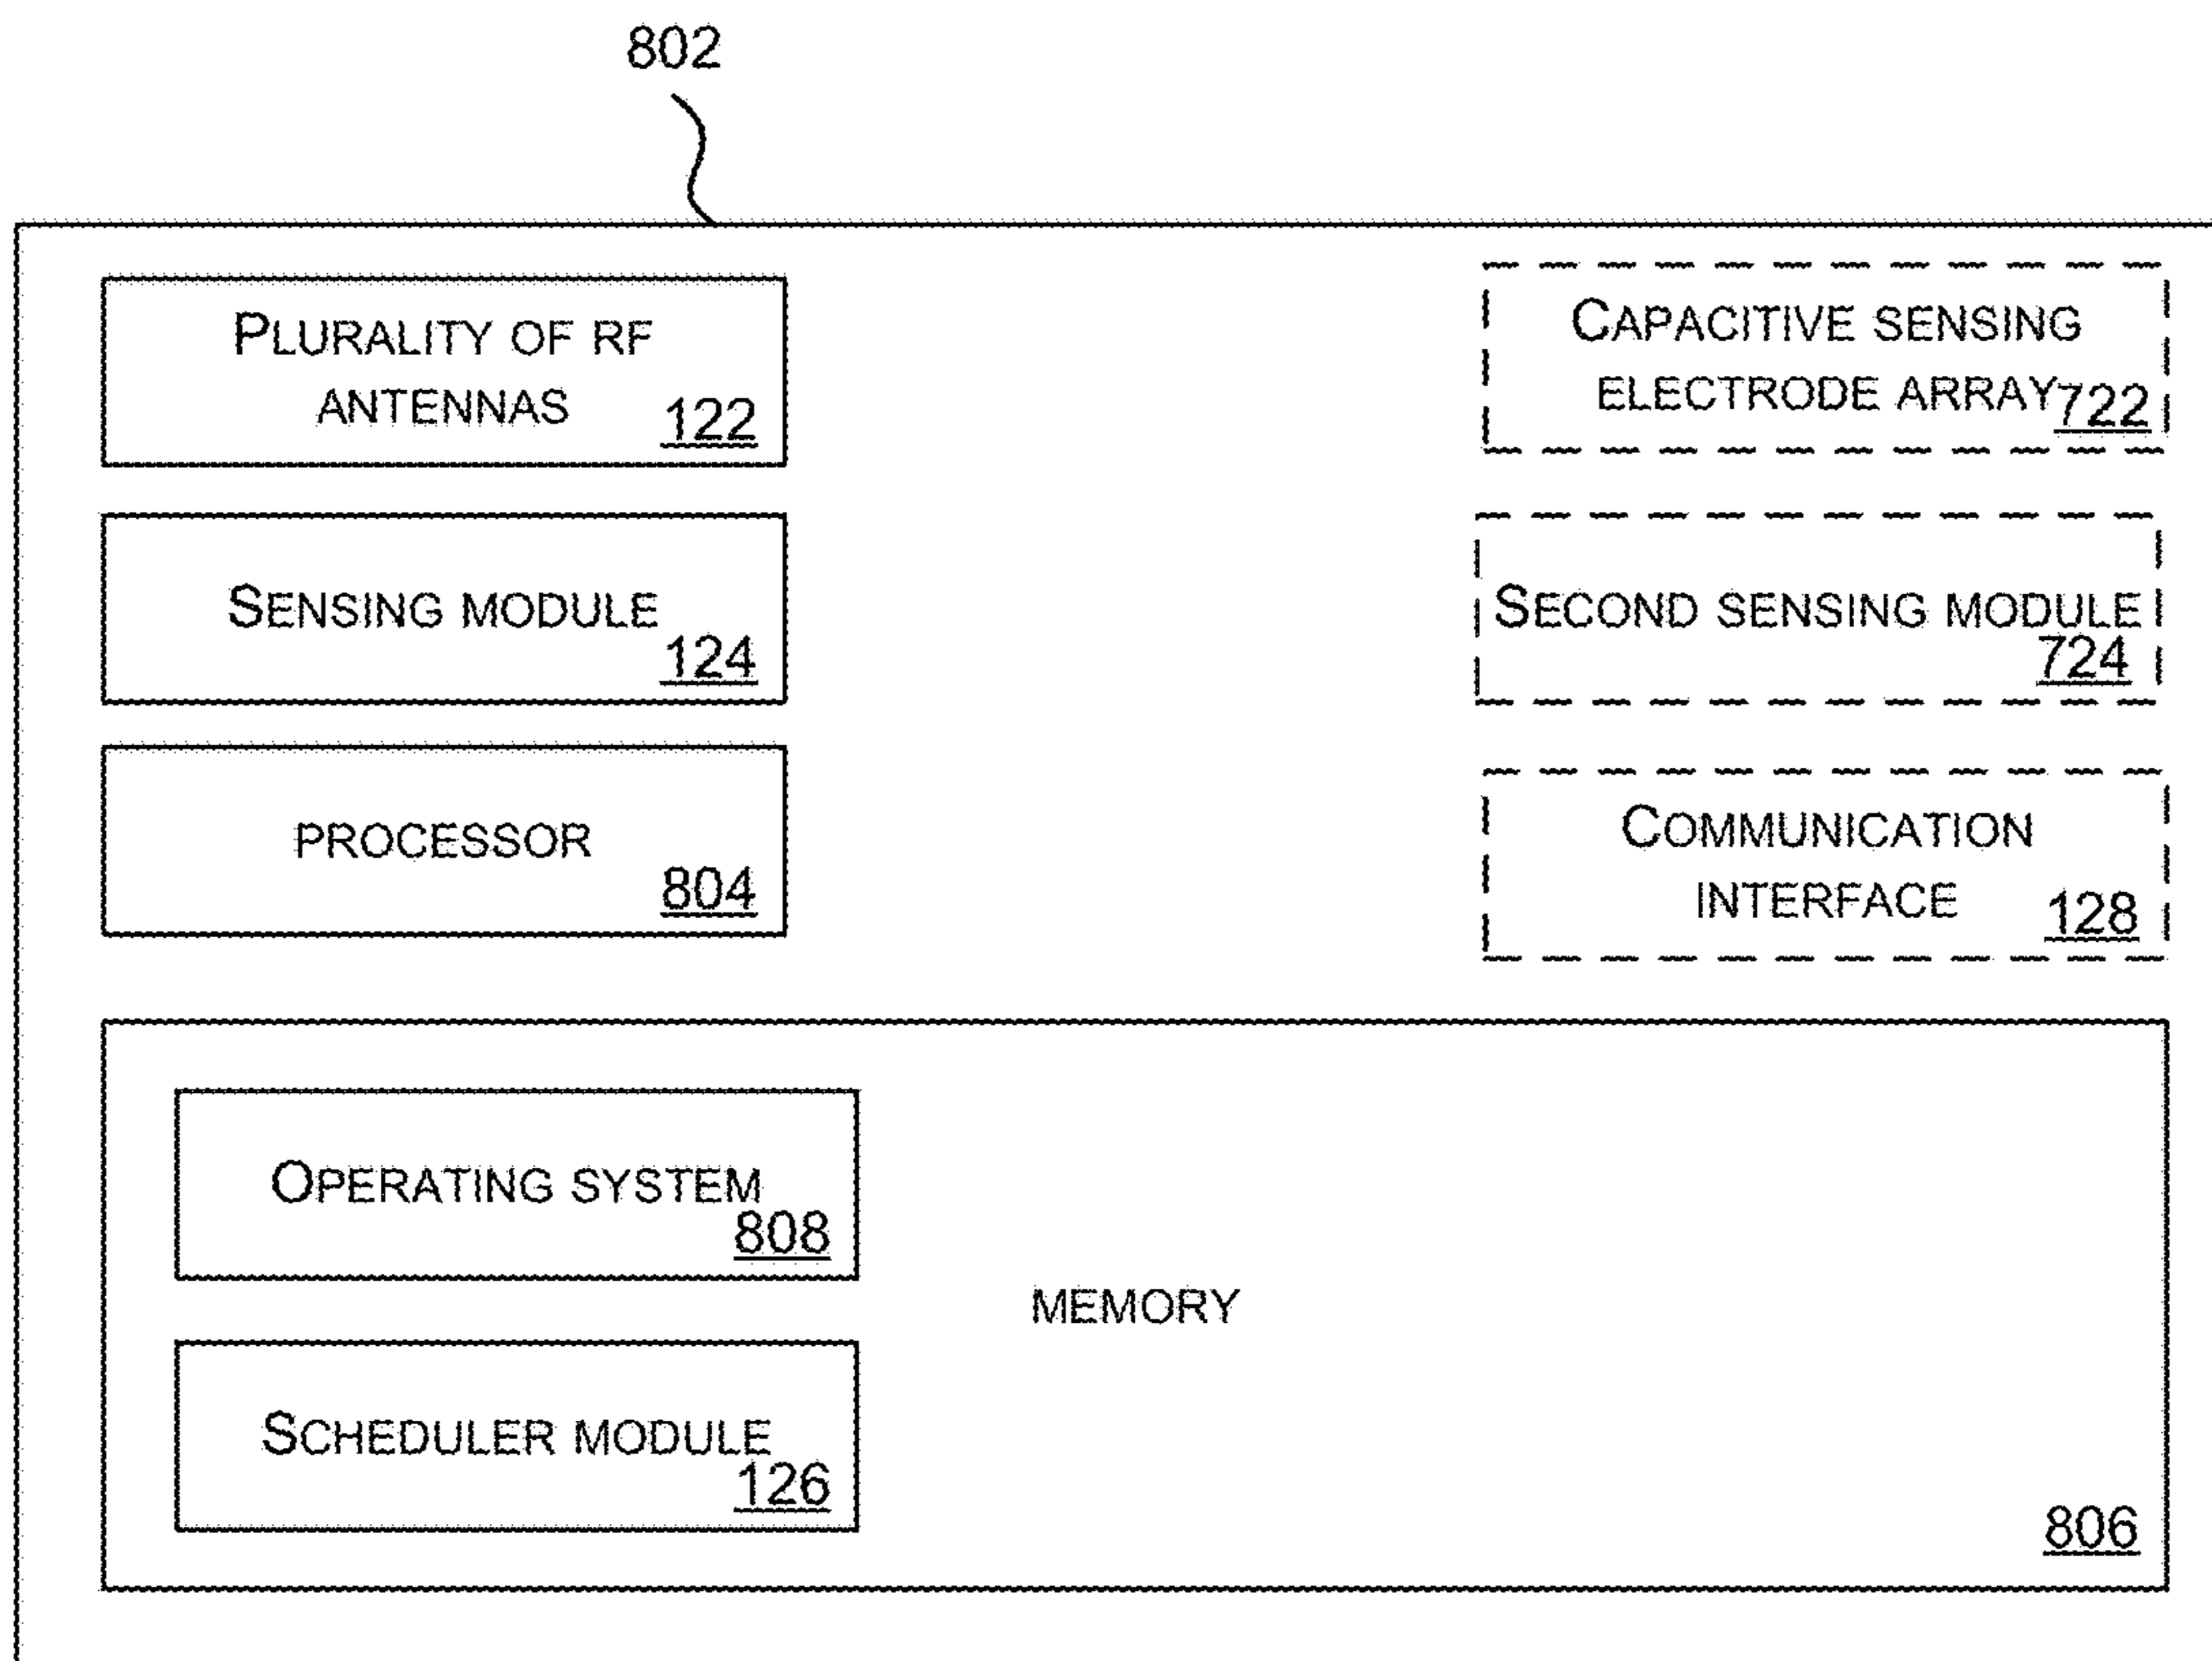 802
PLURALITY OF RF
ANTENNAS 122
CAPACITIVE SENSING
ELECTRODE ARRAY 722
SENSING MODULE
124
SECOND SENSING MODULE
724
PROCESSOR
804
COMMUNICATION
INTERFACE 128
OPERATING SYSTEM
808
MEMORY
SCHEDULER MODULE
126
806